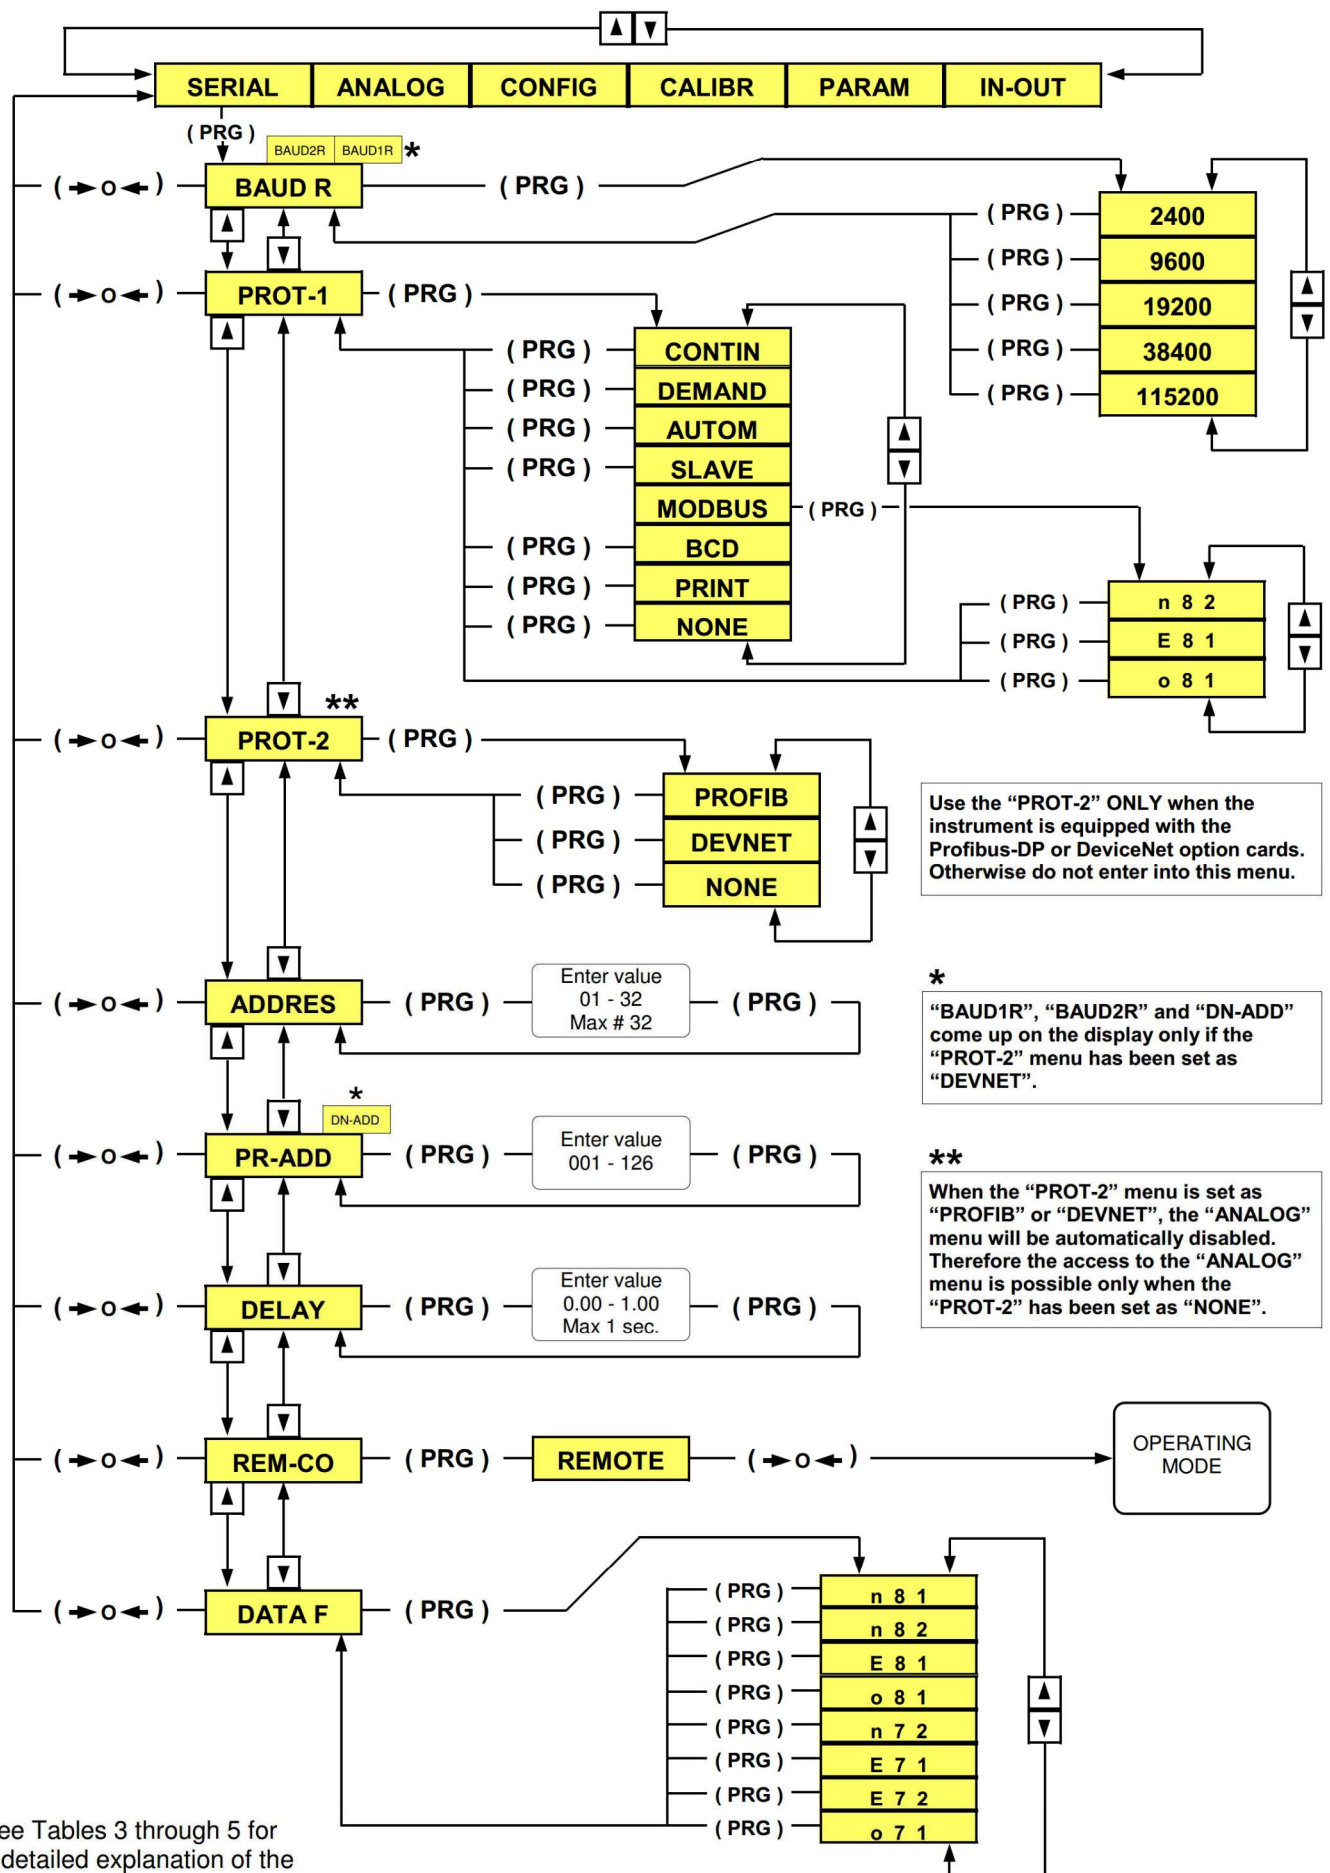 SERIAL ANALOG CONFIG CALIBR PARAM IN-OUT
( PRG )
BAUD2R BAUD1R *
( o ) BAUD R ( PRG )
( PRG ) 2400
( PRG ) 9600
( PRG ) 19200
( PRG ) 38400
( PRG ) 115200
( o ) PROT-1 ( PRG )
( PRG ) CONTIN
( PRG ) DEMAND
( PRG ) AUTOM
( PRG ) SLAVE
MODBUS ( PRG )
( PRG ) BCD
( PRG ) PRINT
( PRG ) NONE
( PRG ) n 8 2
( PRG ) E 8 1
( PRG ) o 8 1
**
( o ) PROT-2 ( PRG )
( PRG ) PROFIB
( PRG ) DEVNET
( PRG ) NONE
Use the “PROT-2” ONLY when the
instrument is equipped with the
Profibus-DP or DeviceNet option cards.
Otherwise do not enter into this menu.
( o ) ADDRES ( PRG )
Enter value
01 - 32
Max # 32
( PRG )
*
“BAUD1R”, “BAUD2R” and “DN-ADD”
come up on the display only if the
“PROT-2” menu has been set as
“DEVNET”.
*
DN-ADD
( o ) PR-ADD ( PRG )
Enter value
001 - 126
( PRG )
**
When the “PROT-2” menu is set as
“PROFIB” or “DEVNET”, the “ANALOG”
menu will be automatically disabled.
Therefore the access to the “ANALOG”
menu is possible only when the
“PROT-2” has been set as “NONE”.
( o ) DELAY ( PRG )
Enter value
0.00 - 1.00
Max 1 sec.
( PRG )
( o ) REM-CO ( PRG ) REMOTE ( o )
OPERATING
MODE
( o ) DATA F ( PRG )
( PRG ) n 8 1
( PRG ) n 8 2
( PRG ) E 8 1
( PRG ) o 8 1
( PRG ) n 7 2
( PRG ) E 7 1
( PRG ) E 7 2
( PRG ) o 7 1
ee Tables 3 through 5 for
detailed explanation of the